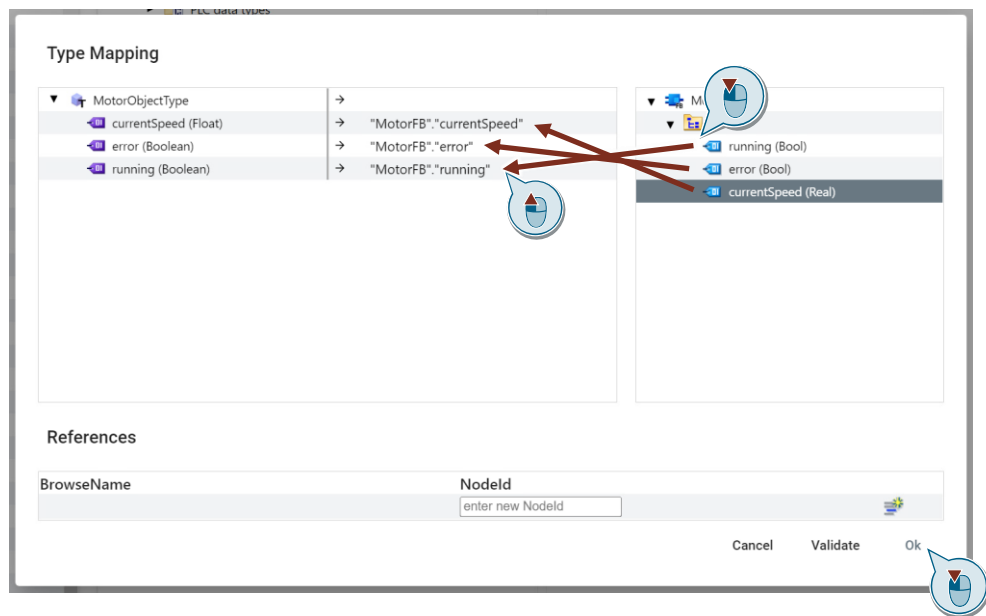 PLC data types
Type Mapping
MotorObjectType →
currentSpeed (Float) → "MotorFB"."currentSpeed"
error (Boolean) → "MotorFB"."error"
running (Boolean) → "MotorFB"."running"
running (Bool)
error (Bool)
currentSpeed (Real)
References
BrowseName NodeId
enter new NodeId
Cancel Validate Ok